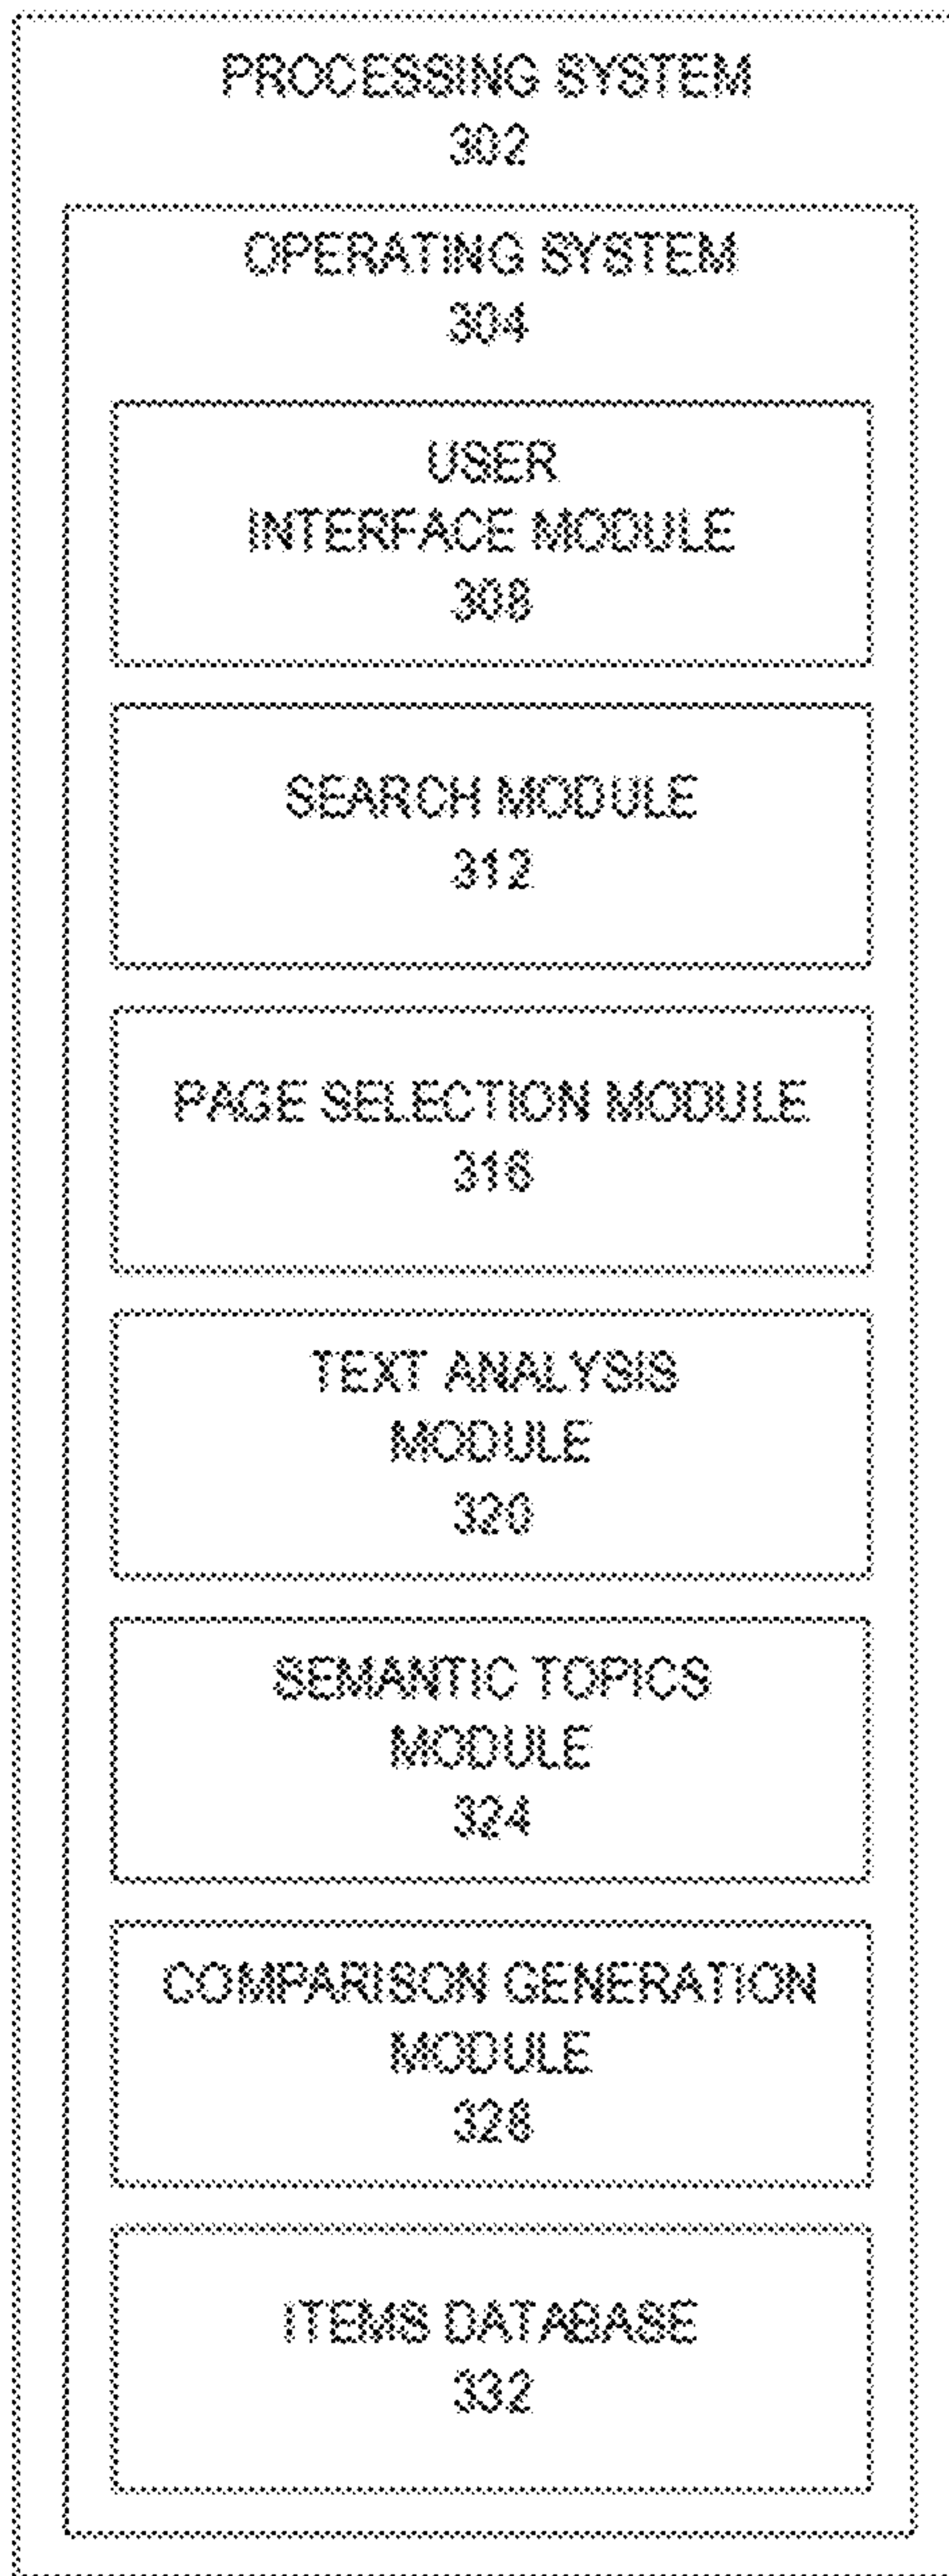 PROCESSING SYSTEM
302
OPERATING SYSTEM
304
USER
INTERFACE MODULE
308
SEARCH MODULE
312
PAGE SELECTION MODULE
316
TEXT ANALYSIS
MODULE
320
SEMANTIC TOPICS
MODULE
324
COMPARISON GENERATION
MODULE
328
ITEMS DATABASE
332